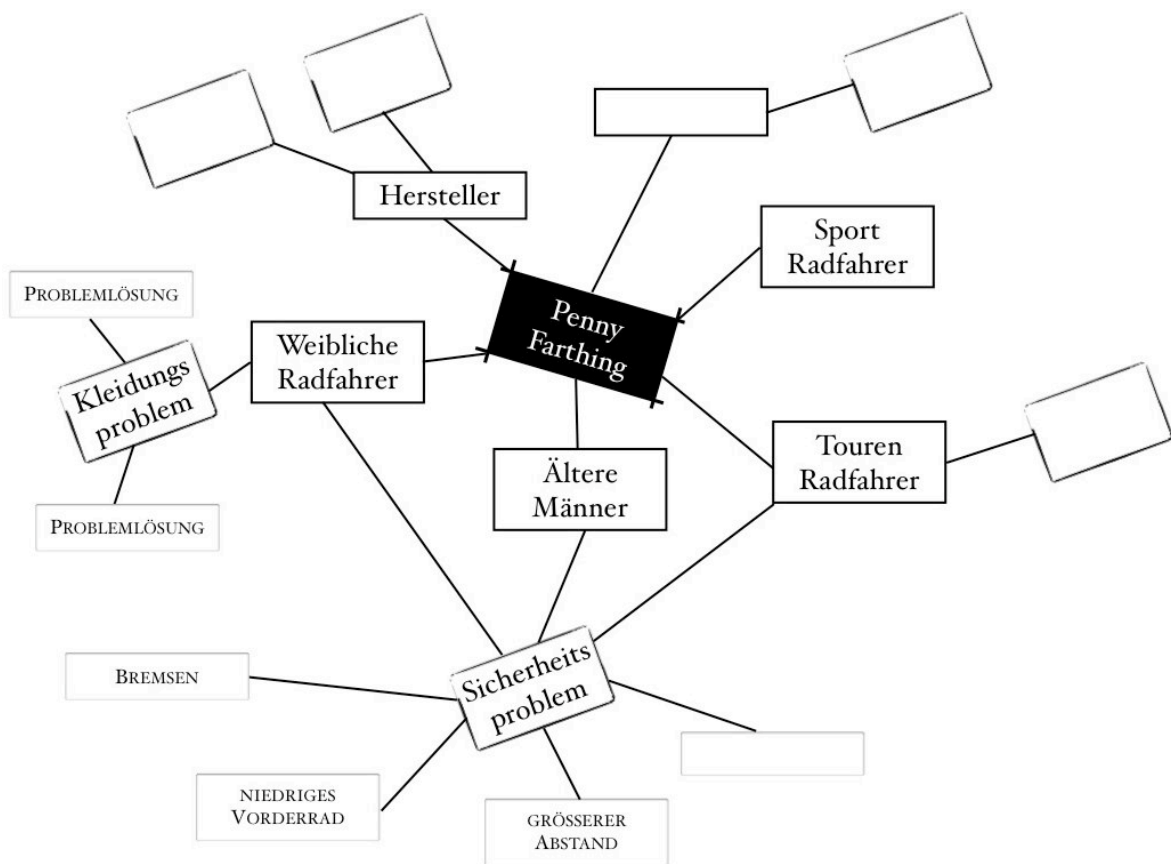 Hersteller
Sport
Radfahrer
Penny
Farthing
PROBLEMLÖSUNG
Weibliche
Radfahrer
Kleidungs
problem
Touren
Radfahrer
Ältere
Männer
PROBLEMLÖSUNG
Sicherheits
problem
BREMSEN
NIEDRIGES
VORDERRAD
GRÖSSERER
ABSTAND